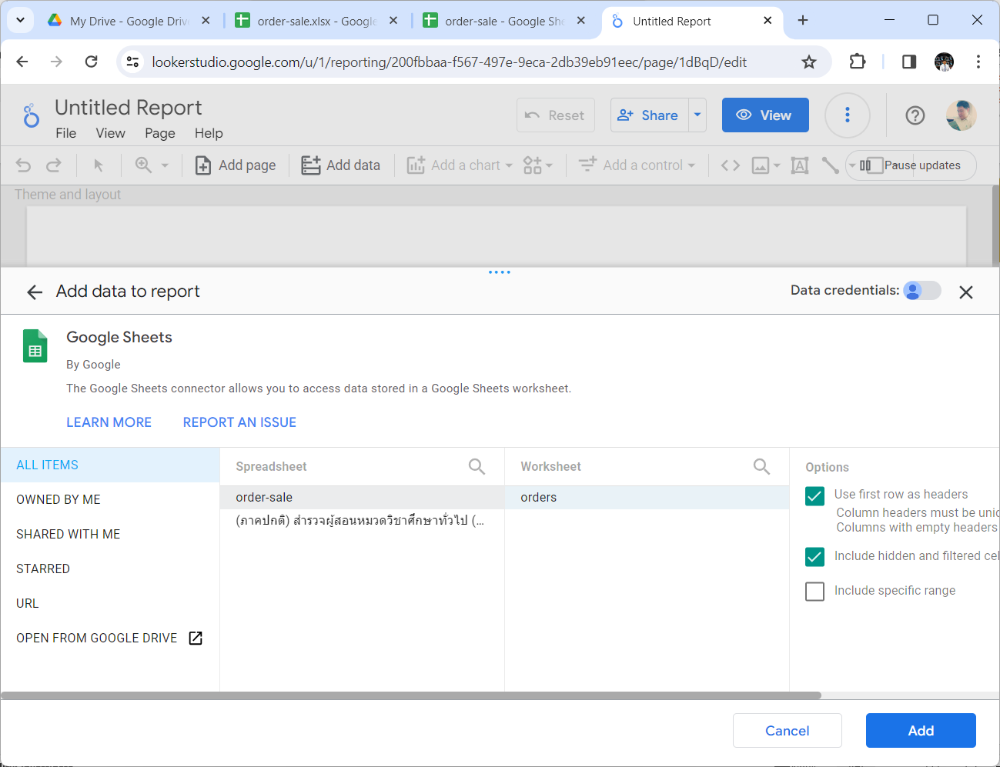 My Drive - Google Driv
order-sale.xlsx - Google
order-sale - Google She
Untitled Report
lookerstudio.google.com/u/1/reporting/200fbbaa-f567-497e-9eca-2db39eb91eec/page/1dBqD/edit
Untitled Report
File View Page Help
Reset
Share
View
Add page
Add data
Add a chart
Add a control
Pause updates
Theme and layout
Add data to report
Data credentials:
Google Sheets
By Google
The Google Sheets connector allows you to access data stored in a Google Sheets worksheet.
LEARN MORE REPORT AN ISSUE
ALL ITEMS
OWNED BY ME
SHARED WITH ME
STARRED
URL
OPEN FROM GOOGLE DRIVE
Spreadsheet
order-sale
(ภาคปกติ) สำรวจผู้สอนหมวดวิชาศึกษาทั่วไป (...
Worksheet
orders
Options
Use first row as headers
Column headers must be unic
Columns with empty headers
Include hidden and filtered cel
Include specific range
Cancel
Add